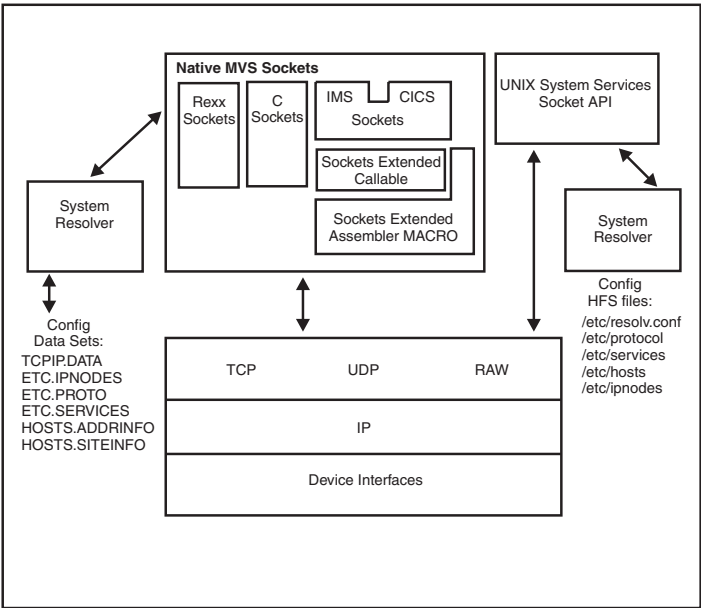 Native MVS Sockets
Rexx
Sockets
C
Sockets
IMS
CICS
Sockets
Sockets Extended
Callable
Sockets Extended
Assembler MACRO
UNIX System Services
Socket API
System
Resolver
System
Resolver
Config
Data Sets:
TCPIP.DATA
ETC.IPNODES
ETC.PROTO
ETC.SERVICES
HOSTS.ADDRINFO
HOSTS.SITEINFO
Config
HFS files:
/etc/resolv.conf
/etc/protocol
/etc/services
/etc/hosts
/etc/ipnodes
TCP
UDP
RAW
IP
Device Interfaces